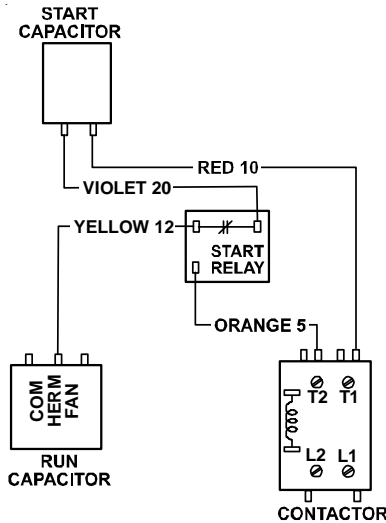 START
CAPACITOR
RED 10
VIOLET 20
YELLOW 12
START
RELAY
ORANGE 5
COM
HERM
FAN
T2 T1
L2 L1
RUN
CAPACITOR
CONTACTOR